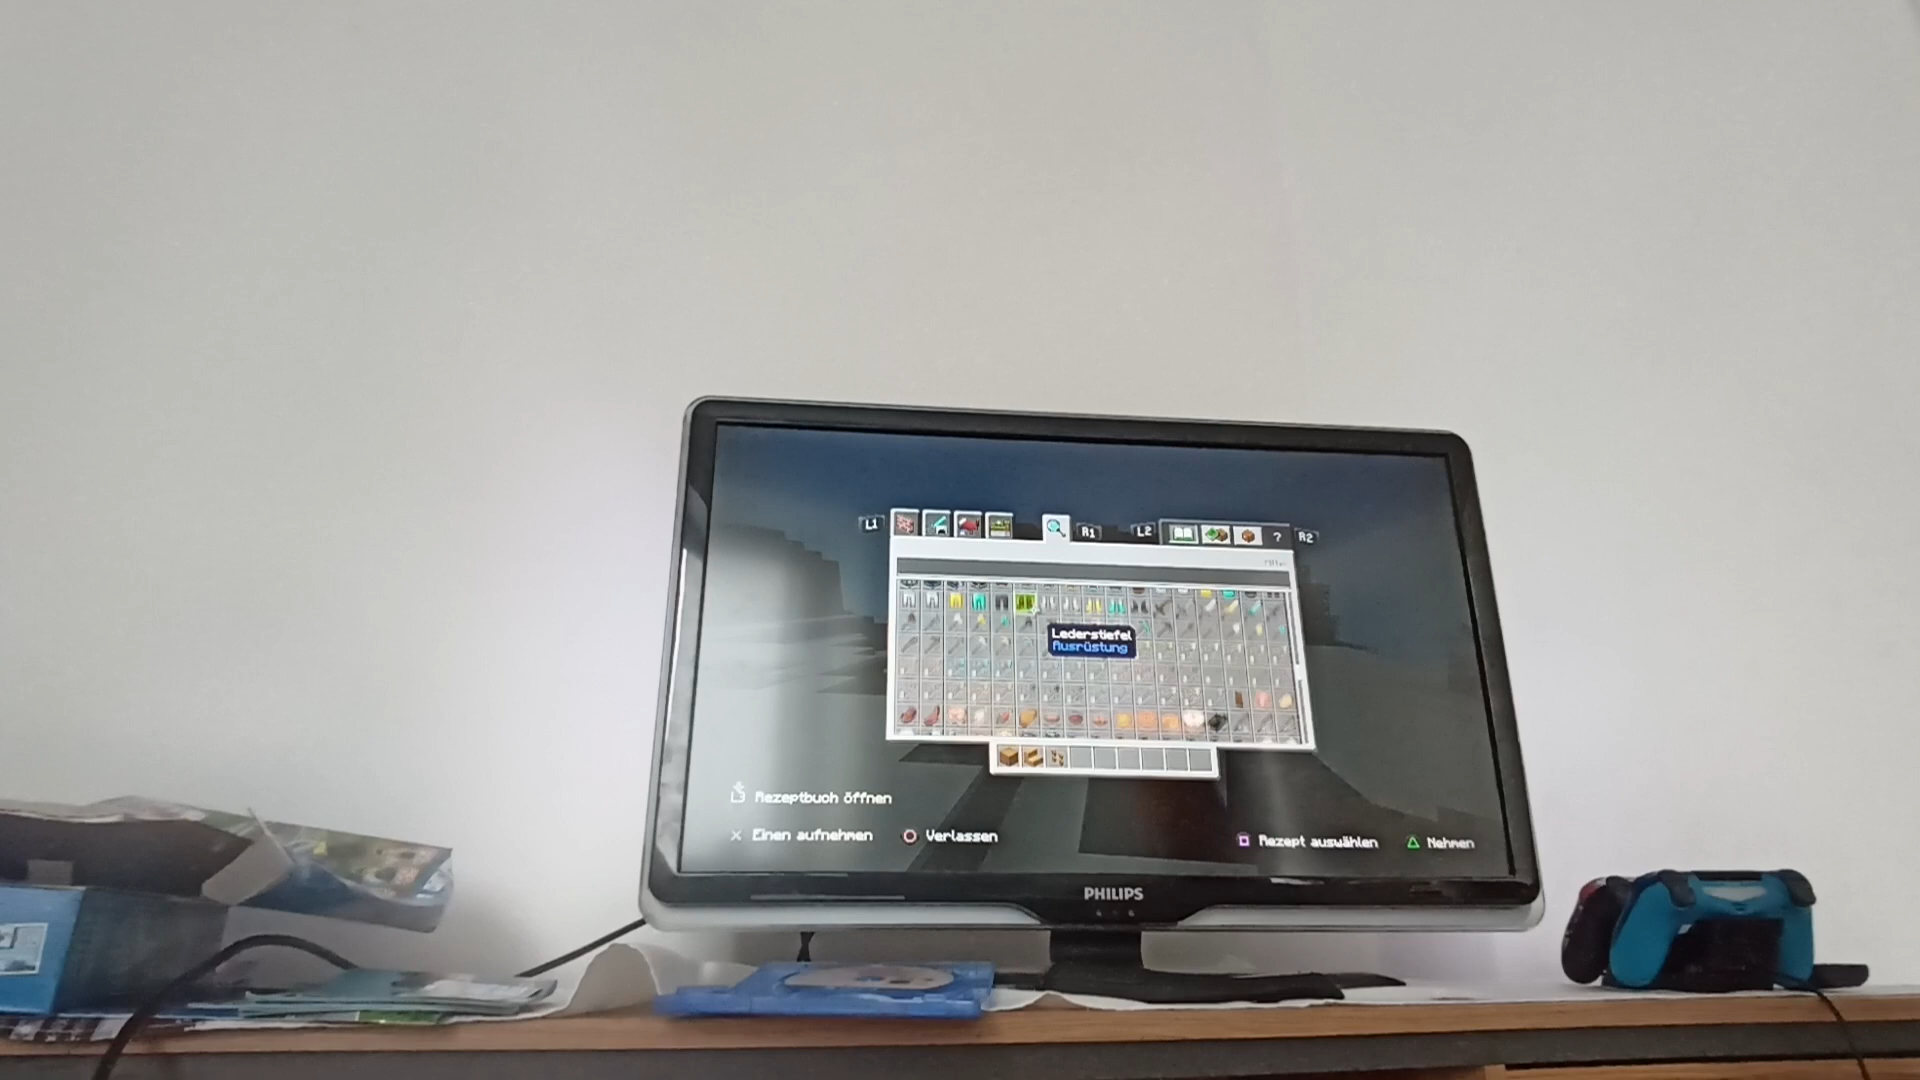 L1
R1
L2
?
R2
Lederstiefel
Ausrüstung
Rezeptbuch öffnen
Einen aufnehmen
Verlassen
Rezept auswählen
Nehmen
PHILIPS